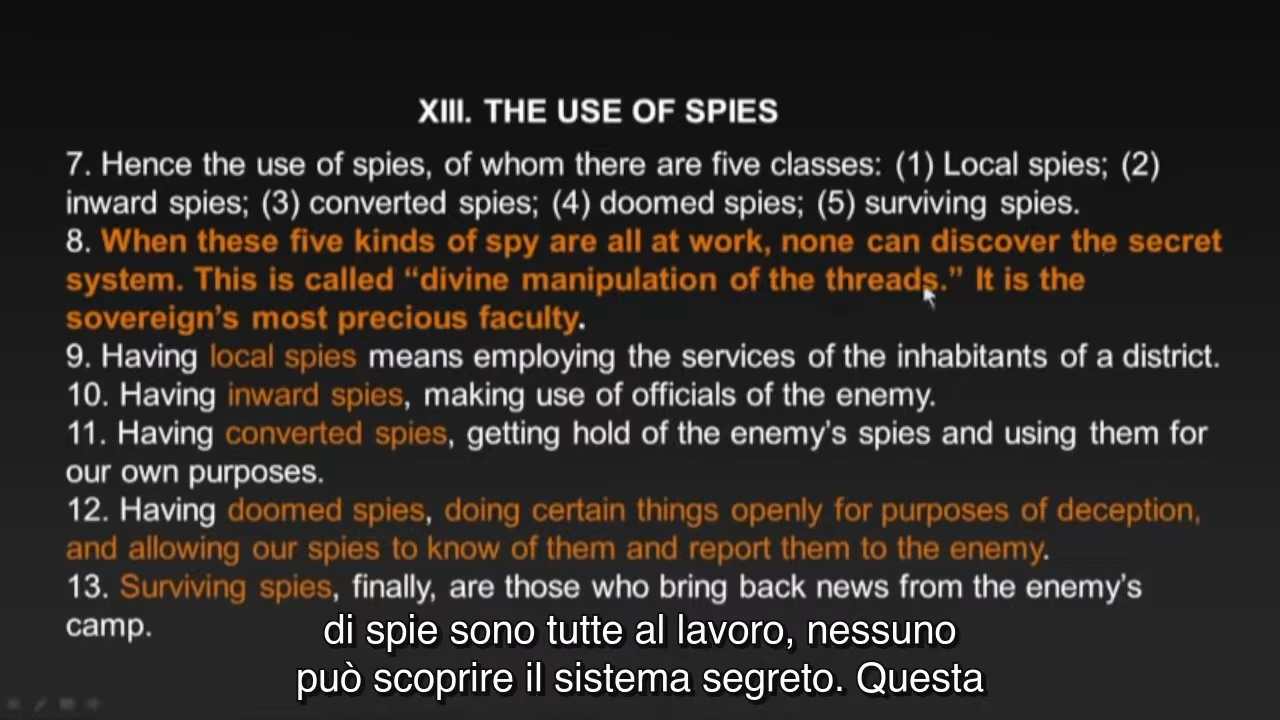 XIII. THE USE OF SPIES
7. Hence the use of spies, of whom there are five classes: (1) Local spies; (2)
inward spies; (3) converted spies; (4) doomed spies; (5) surviving spies.
8. When these five kinds of spy are all at work, none can discover the secret
system. This is called “divine manipulation of the threads.” It is the
sovereign’s most precious faculty.
9. Having local spies means employing the services of the inhabitants of a district.
10. Having inward spies, making use of officials of the enemy.
11. Having converted spies, getting hold of the enemy’s spies and using them for
our own purposes.
12. Having doomed spies, doing certain things openly for purposes of deception,
and allowing our spies to know of them and report them to the enemy.
13. Surviving spies, finally, are those who bring back news from the enemy’s
camp.
di spie sono tutte al lavoro, nessuno
può scoprire il sistema segreto. Questa